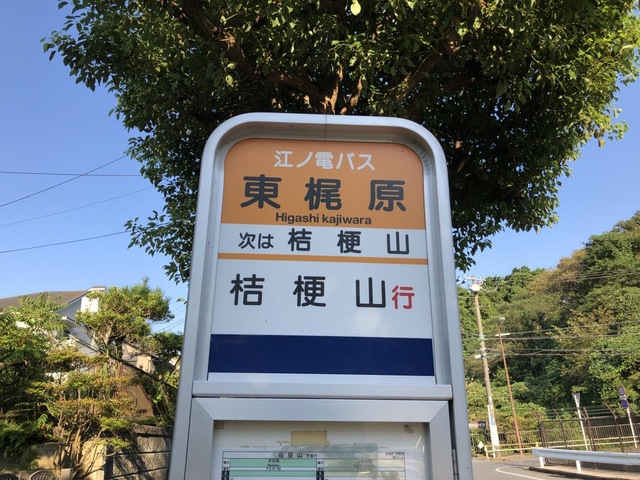 江ノ電バス
東梶原
Higashi kajiwara
次は 桔梗山
桔梗山行